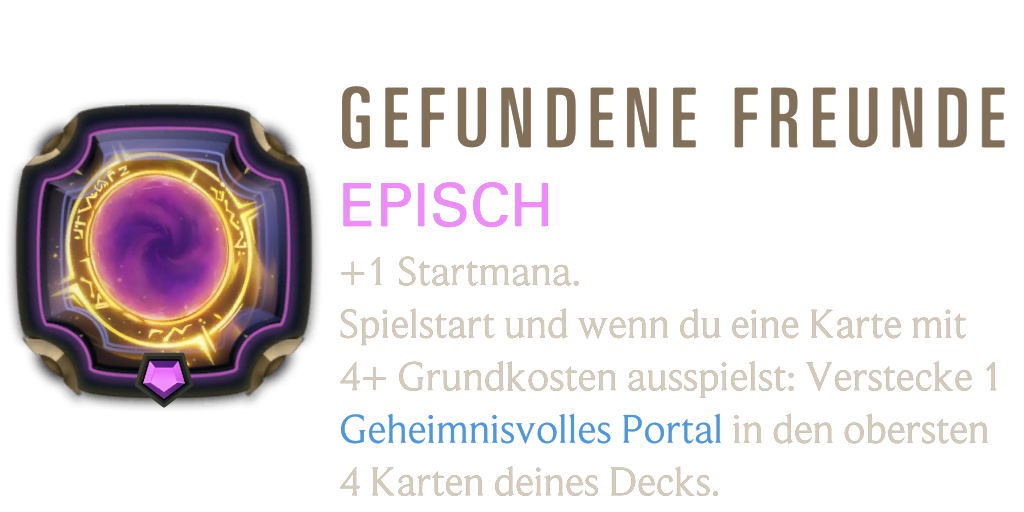 GEFUNDENE FREUNDE
EPISCH
+1 Startmana.
Spielstart und wenn du eine Karte mit
4+ Grundkosten ausspielst: Verstecke 1
Geheimnisvolles Portal in den obersten
4 Karten deines Decks.